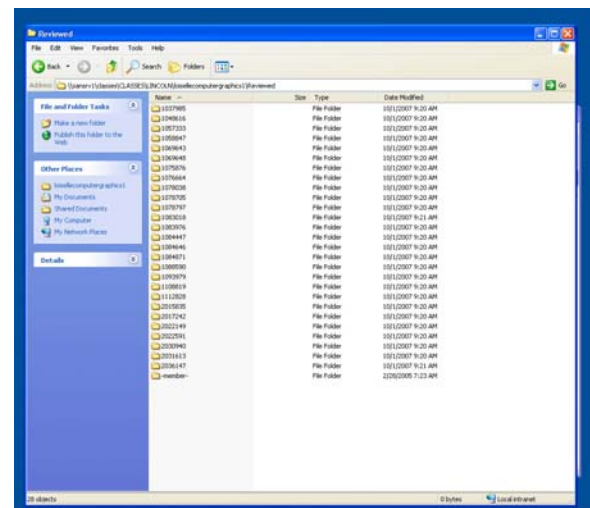 Reviewed
File Edit View Favorites Tools Help
Back Search Folders
Address \CLASSES\LINCOLN\ \Reviewed Go
Name Size Type Date Modified
File and Folder Tasks
Make a new folder
Publish this folder to the Web
Other Places
My Documents
Shared Documents
My Computer
My Network Places
Details
1037985 File Folder 10/1/2007 9:20 AM
1048616 File Folder 10/1/2007 9:20 AM
1057333 File Folder 10/1/2007 9:20 AM
1058847 File Folder 10/1/2007 9:20 AM
1069643 File Folder 10/1/2007 9:20 AM
1069648 File Folder 10/1/2007 9:20 AM
1075876 File Folder 10/1/2007 9:20 AM
1076664 File Folder 10/1/2007 9:20 AM
1078038 File Folder 10/1/2007 9:20 AM
1078705 File Folder 10/1/2007 9:20 AM
1078797 File Folder 10/1/2007 9:20 AM
1083018 File Folder 10/1/2007 9:21 AM
1083976 File Folder 10/1/2007 9:20 AM
1084447 File Folder 10/1/2007 9:20 AM
1084646 File Folder 10/1/2007 9:20 AM
1084871 File Folder 10/1/2007 9:20 AM
1088590 File Folder 10/1/2007 9:20 AM
1093979 File Folder 10/1/2007 9:20 AM
1108819 File Folder 10/1/2007 9:20 AM
1112828 File Folder 10/1/2007 9:20 AM
2015835 File Folder 10/1/2007 9:20 AM
2017242 File Folder 10/1/2007 9:20 AM
2022149 File Folder 10/1/2007 9:20 AM
2022591 File Folder 10/1/2007 9:20 AM
2030940 File Folder 10/1/2007 9:20 AM
2031613 File Folder 10/1/2007 9:20 AM
2036147 File Folder 10/1/2007 9:21 AM
-member- File Folder 2/28/2005 7:23 AM
28 objects 0 bytes Local intranet